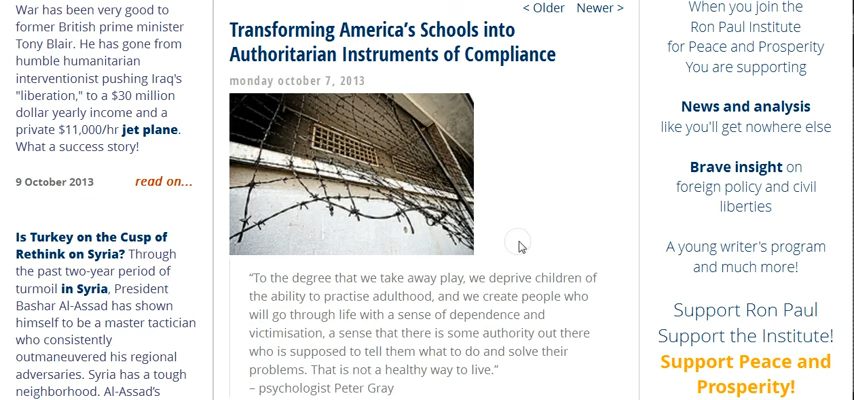 War has been very good to
former British prime minister
Tony Blair. He has gone from
humble humanitarian
interventionist pushing Iraq's
"liberation," to a $30 million
dollar yearly income and a
private $11,000/hr jet plane.
What a success story!
9 October 2013 read on...
Is Turkey on the Cusp of
Rethink on Syria? Through
the past two-year period of
turmoil in Syria, President
Bashar Al-Assad has shown
himself to be a master tactician
who consistently
outmaneuvered his regional
adversaries. Syria has a tough
neighborhood. Al-Assad's
< Older Newer >
Transforming America's Schools into
Authoritarian Instruments of Compliance
monday october 7, 2013
“To the degree that we take away play, we deprive children of
the ability to practise adulthood, and we create people who
will go through life with a sense of dependence and
victimisation, a sense that there is some authority out there
who is supposed to tell them what to do and solve their
problems. That is not a healthy way to live.”
– psychologist Peter Gray
When you join the
Ron Paul Institute
for Peace and Prosperity
You are supporting
News and analysis
like you'll get nowhere else
Brave insight on
foreign policy and civil
liberties
A young writer's program
and much more!
Support Ron Paul
Support the Institute!
Support Peace and
Prosperity!